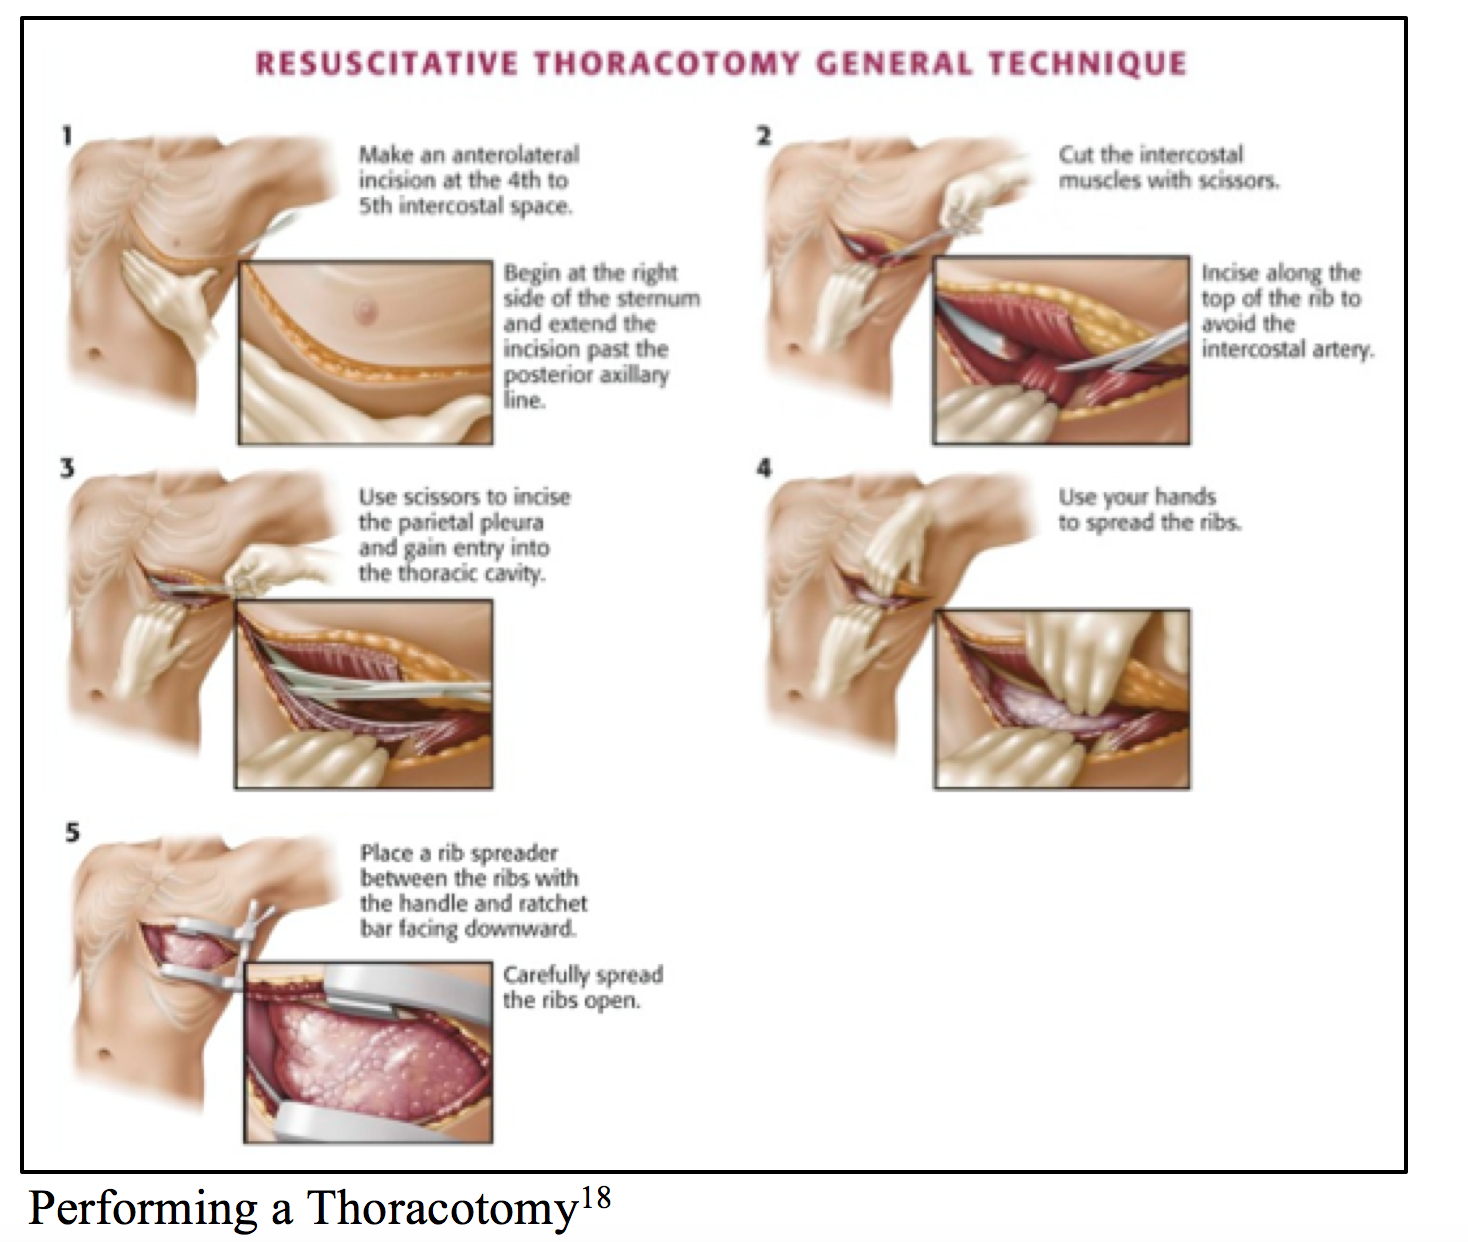 RESUSCITATIVE THORACOTOMY GENERAL TECHNIQUE
1
Make an anterolateral
incision at the 4th to
5th intercostal space.
Begin at the right
side of the sternum
and extend the
incision past the
posterior axillary
line.
2
Cut the intercostal
muscles with scissors.
Incise along the
top of the rib to
avoid the
intercostal artery.
3
Use scissors to incise
the parietal pleura
and gain entry into
the thoracic cavity.
4
Use your hands
to spread the ribs.
5
Place a rib spreader
between the ribs with
the handle and ratchet
bar facing downward.
Carefully spread
the ribs open.
Performing a Thoracotomy18